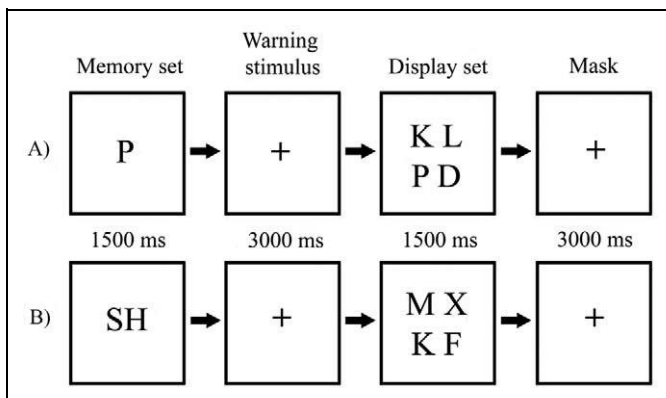 Memory set
Warning
stimulus
Display set
Mask
A)
P
+
K L
P D
+
1500 ms
3000 ms
1500 ms
3000 ms
B)
SH
+
M X
K F
+